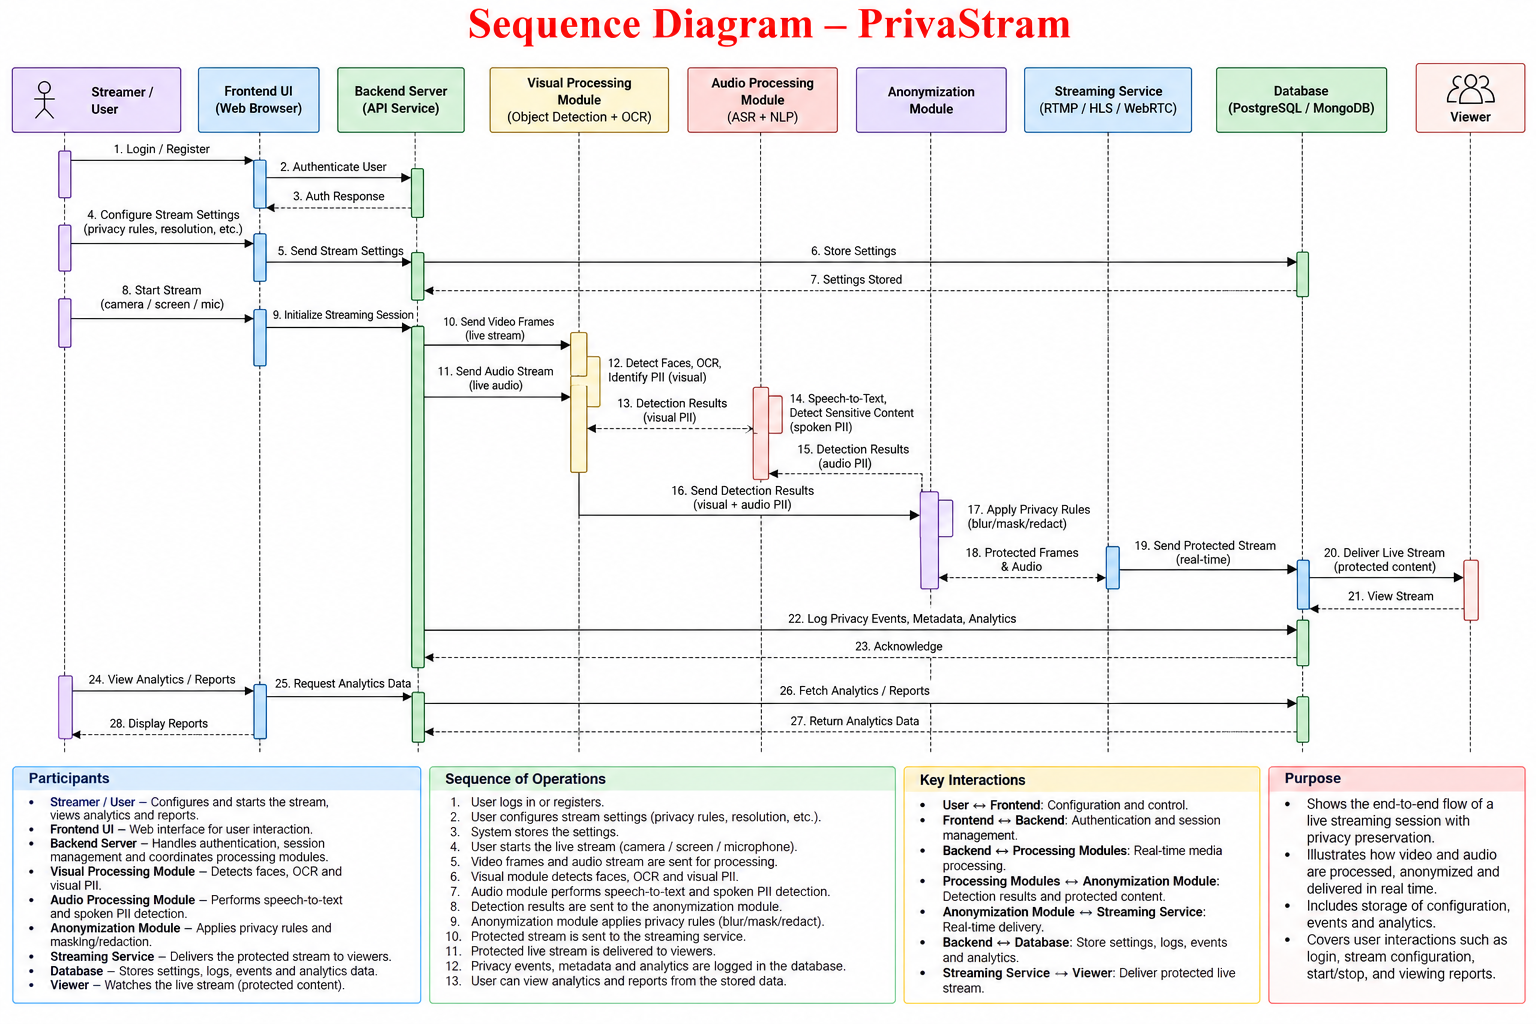 Sequence Diagram – PrivaStram
Streamer /
User
Frontend UI
(Web Browser)
Backend Server
(API Service)
Visual Processing
Module
(Object Detection + OCR)
Audio Processing
Module
(ASR + NLP)
Anonymization
Module
Streaming Service
(RTMP / HLS / WebRTC)
Database
(PostgreSQL / MongoDB)
Viewer
1. Login / Register
2. Authenticate User
3. Auth Response
4. Configure Stream Settings
(privacy rules, resolution, etc.)
5. Send Stream Settings
6. Store Settings
7. Settings Stored
8. Start Stream
(camera / screen / mic)
9. Initialize Streaming Session
10. Send Video Frames
(live stream)
11. Send Audio Stream
(live audio)
12. Detect Faces, OCR,
Identify PII (visual)
13. Detection Results
(visual PII)
14. Speech-to-Text,
Detect Sensitive Content
(spoken PII)
15. Detection Results
(audio PII)
16. Send Detection Results
(visual + audio PII)
17. Apply Privacy Rules
(blur/mask/redact)
18. Protected Frames
& Audio
19. Send Protected Stream
(real-time)
20. Deliver Live Stream
(protected content)
21. View Stream
22. Log Privacy Events, Metadata, Analytics
23. Acknowledge
24. View Analytics / Reports
25. Request Analytics Data
26. Fetch Analytics / Reports
27. Return Analytics Data
28. Display Reports
Participants
• Streamer / User – Configures and starts the stream,
views analytics and reports.
• Frontend UI – Web interface for user interaction.
• Backend Server – Handles authentication, session
management and coordinates processing modules.
• Visual Processing Module – Detects faces, OCR and
visual PII.
• Audio Processing Module – Performs speech-to-text
and spoken PII detection.
• Anonymization Module – Applies privacy rules and
masking/redaction.
• Streaming Service – Delivers the protected stream to viewers.
• Database – Stores settings, logs, events and analytics data.
• Viewer – Watches the live stream (protected content).
Sequence of Operations
1. User logs in or registers.
2. User configures stream settings (privacy rules, resolution, etc.).
3. System stores the settings.
4. User starts the live stream (camera / screen / microphone).
5. Video frames and audio stream are sent for processing.
6. Visual module detects faces, OCR and visual PII.
7. Audio module performs speech-to-text and spoken PII detection.
8. Detection results are sent to the anonymization module.
9. Anonymization module applies privacy rules (blur/mask/redact).
10. Protected stream is sent to the streaming service.
11. Protected live stream is delivered to viewers.
12. Privacy events, metadata and analytics are logged in the database.
13. User can view analytics and reports from the stored data.
Key Interactions
• User ↔ Frontend: Configuration and control.
• Frontend ↔ Backend: Authentication and session
management.
• Backend ↔ Processing Modules: Real-time media
processing.
• Processing Modules ↔ Anonymization Module:
Detection results and protected content.
• Anonymization Module ↔ Streaming Service:
Real-time delivery.
• Backend ↔ Database: Store settings, logs, events
and analytics.
• Streaming Service ↔ Viewer: Deliver protected live
stream.
Purpose
• Shows the end-to-end flow of a
live streaming session with
privacy preservation.
• Illustrates how video and audio
are processed, anonymized and
delivered in real time.
• Includes storage of configuration,
events and analytics.
• Covers user interactions such as
login, stream configuration,
start/stop, and viewing reports.